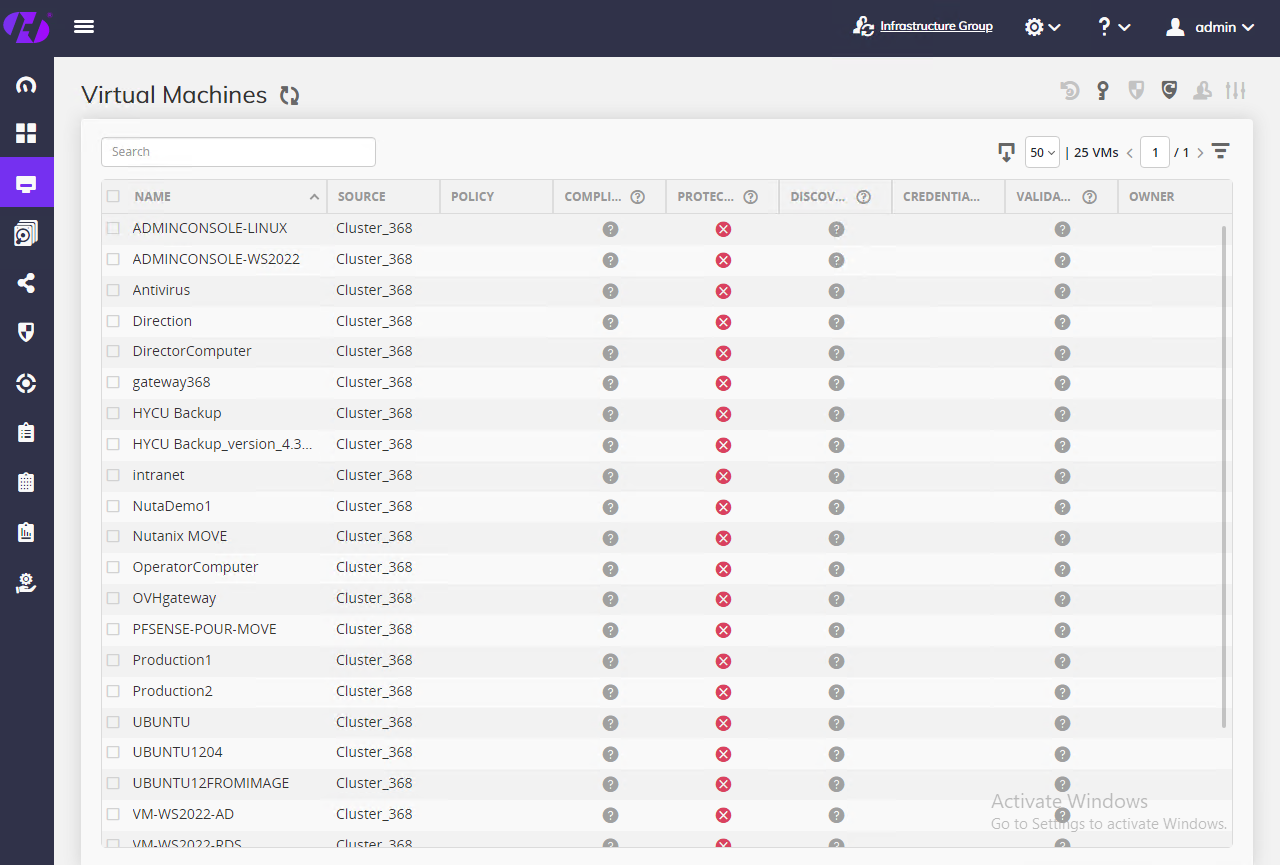 Infrastructure Group
? admin
Virtual Machines
Search
50 | 25 VMs < 1 / 1 >
NAME SOURCE POLICY COMPLI... ? PROTEC... ? DISCOV... ? CREDENTIA... VALIDA... ? OWNER
ADMINCONSOLE-LINUX Cluster_368 ? ? ?
ADMINCONSOLE-WS2022 Cluster_368 ? ? ?
Antivirus Cluster_368 ? ? ?
Direction Cluster_368 ? ? ?
DirectorComputer Cluster_368 ? ? ?
gateway368 Cluster_368 ? ? ?
HYCU Backup Cluster_368 ? ? ?
HYCU Backup_version_4.3... Cluster_368 ? ? ?
intranet Cluster_368 ? ? ?
NutaDemo1 Cluster_368 ? ? ?
Nutanix MOVE Cluster_368 ? ? ?
OperatorComputer Cluster_368 ? ? ?
OVHgateway Cluster_368 ? ? ?
PFSENSE-POUR-MOVE Cluster_368 ? ? ?
Production1 Cluster_368 ? ? ?
Production2 Cluster_368 ? ? ?
UBUNTU Cluster_368 ? ? ?
UBUNTU1204 Cluster_368 ? ? ?
UBUNTU12FROMIMAGE Cluster_368 ? ? ?
VM-WS2022-AD Cluster_368 ? ? ?
VM-WS2022-RDS Cluster_368
Activate Windows
Go to Settings to activate Windows.